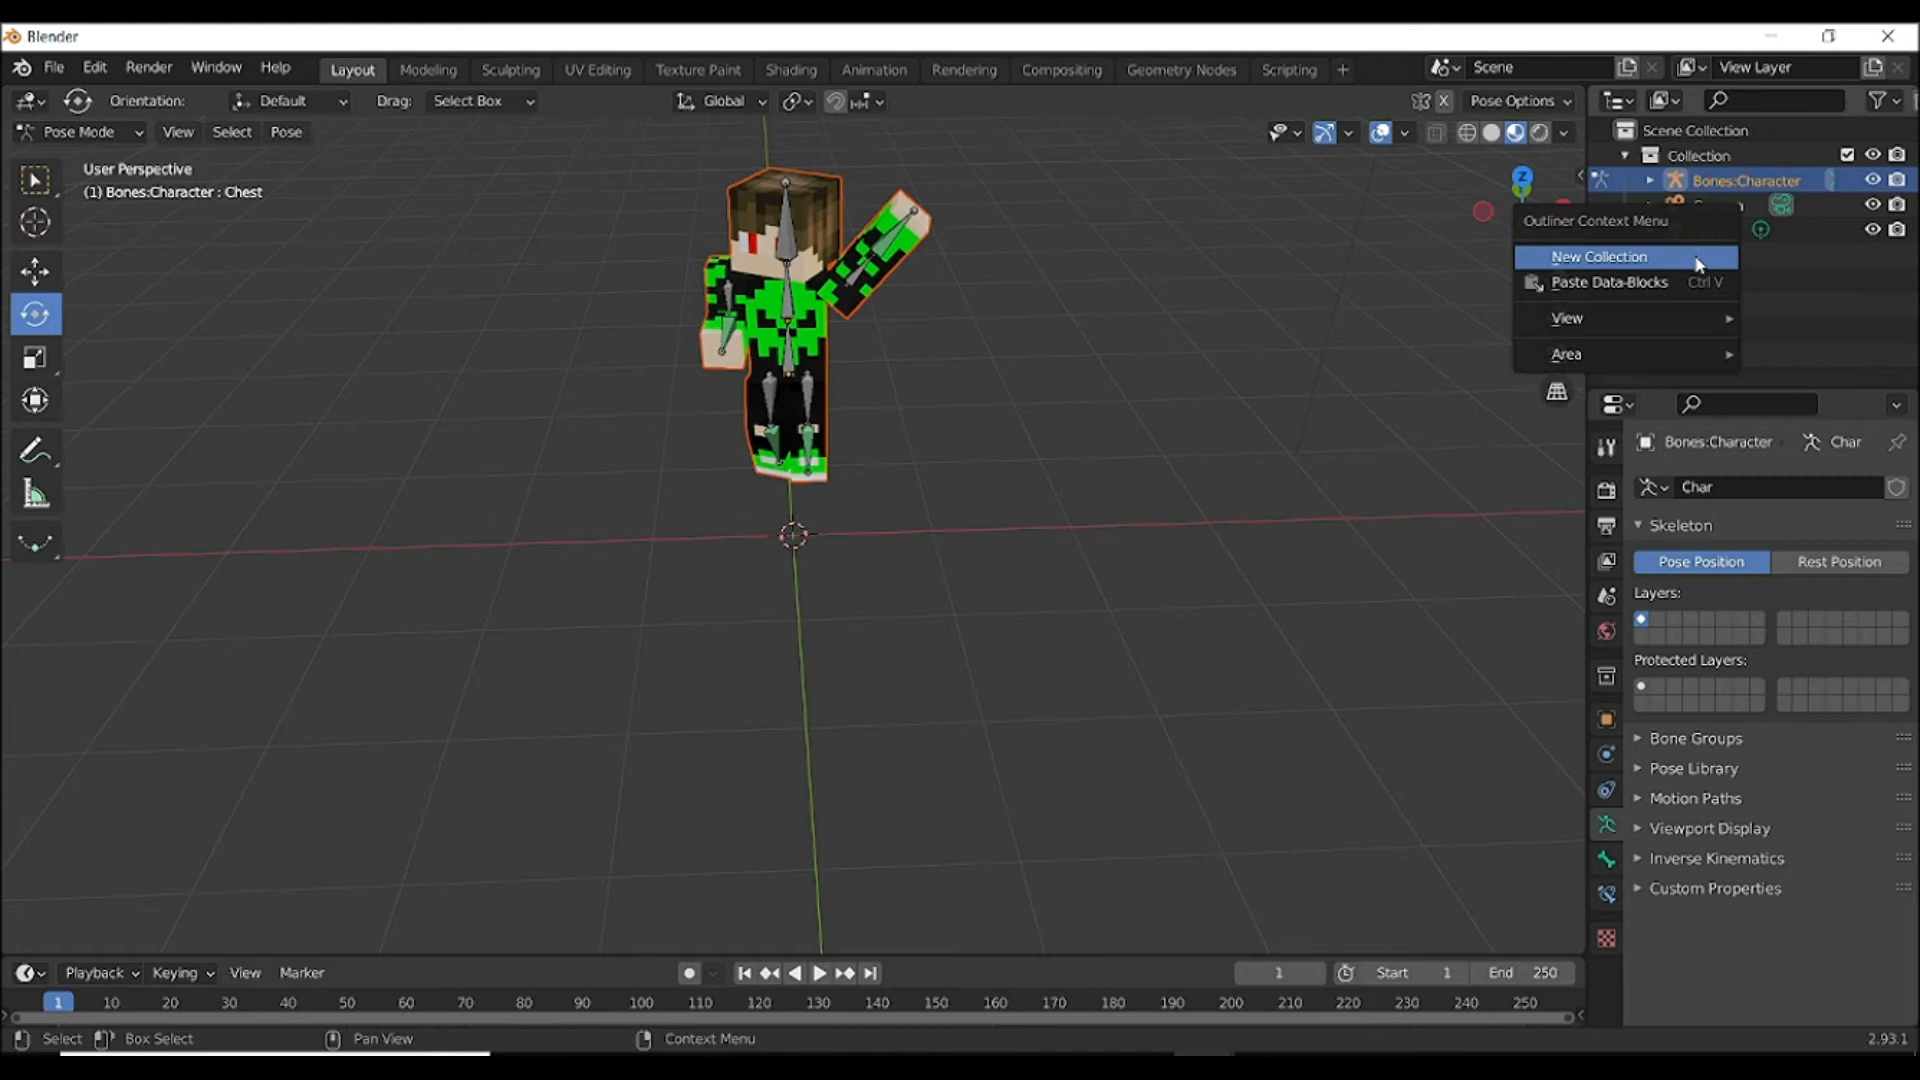 Blender
File Edit Render Window Help Layout Modeling Sculpting UV Editing Texture Paint Shading Animation Rendering Compositing Geometry Nodes Scripting + Scene View Layer
Orientation: Default Drag: Select Box Global X Pose Options
Pose Mode View Select Pose
Scene Collection
Collection
Bones:Character
User Perspective
(1) Bones:Character : Chest
Z
Outliner Context Menu
New Collection
Paste Data-Blocks Ctrl V
View
Area
Bones:Character Char
Char
Skeleton
Pose Position Rest Position
Layers:
Protected Layers:
Bone Groups
Pose Library
Motion Paths
Viewport Display
Inverse Kinematics
Custom Properties
Playback Keying View Marker 1 Start 1 End 250
1 10 20 30 40 50 60 70 80 90 100 110 120 130 140 150 160 170 180 190 200 210 220 230 240 250
Select Box Select Pan View Context Menu 2.93.1